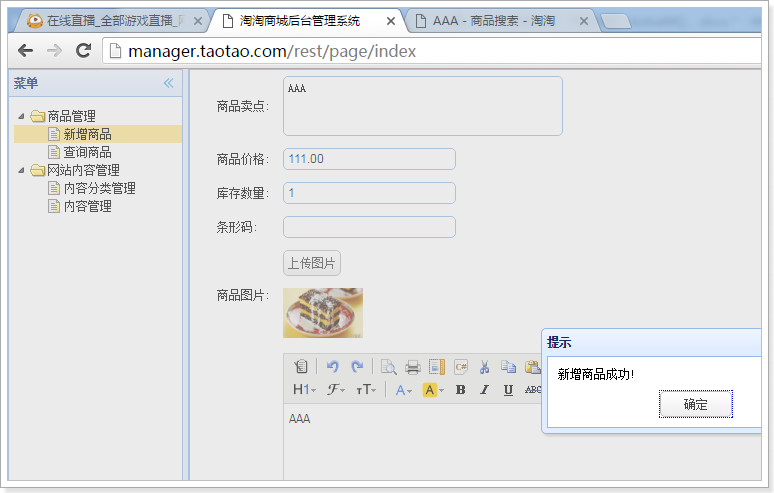 在线直播_全部游戏直播_
淘淘商城后台管理系统
AAA - 商品搜索 - 淘淘
manager.taotao.com/rest/page/index
菜单
商品管理
新增商品
查询商品
网站内容管理
内容分类管理
内容管理
商品卖点:
AAA
商品价格:
111.00
库存数量:
1
条形码:
上传图片
商品图片:
H1 F тT A A B I U ABC
AAA
提示
新增商品成功!
确定